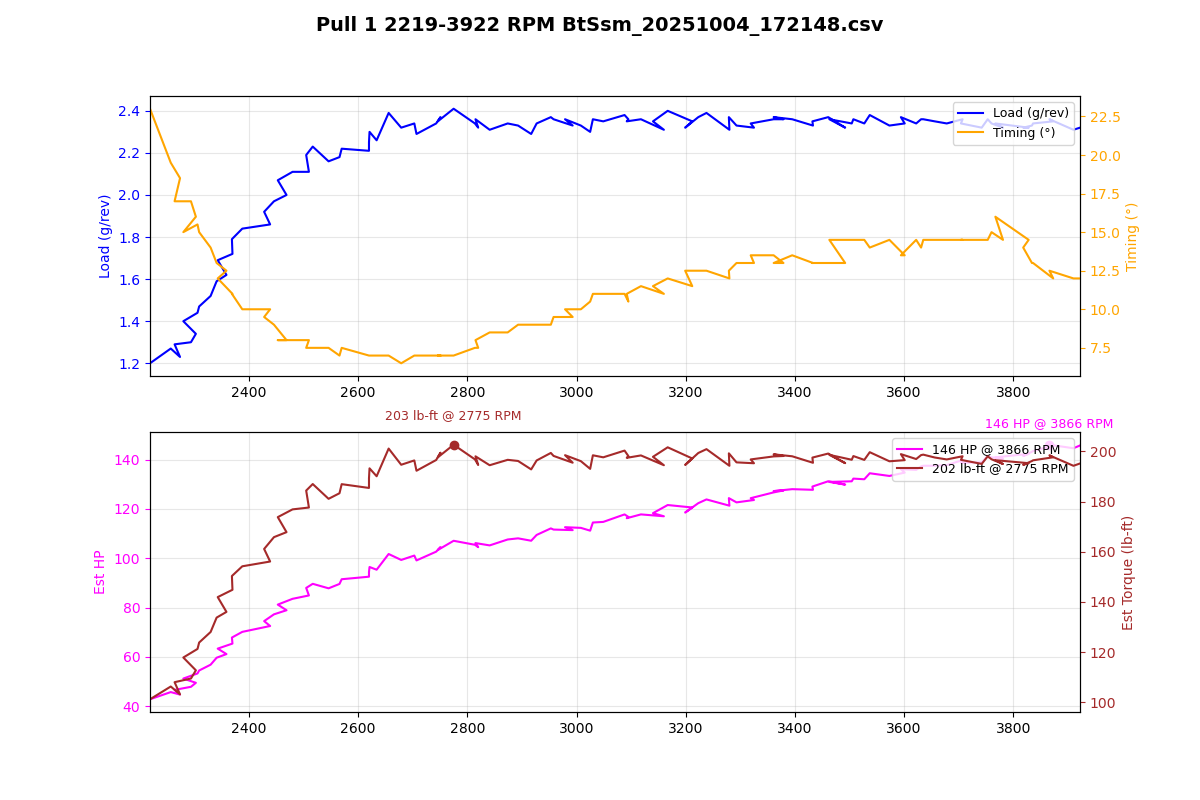 Pull 1 2219-3922 RPM BtSsm_20251004_172148.csv
Load (g/rev)
Timing (°)
2.4
2.2
2.0
1.8
1.6
1.4
1.2
Load (g/rev)
22.5
20.0
17.5
15.0
12.5
10.0
7.5
Timing (°)
2400 2600 2800 3000 3200 3400 3600 3800
203 lb-ft @ 2775 RPM
146 HP @ 3866 RPM
146 HP @ 3866 RPM
202 lb-ft @ 2775 RPM
140
120
100
80
60
40
Est HP
200
180
160
140
120
100
Est Torque (lb-ft)
2400 2600 2800 3000 3200 3400 3600 3800